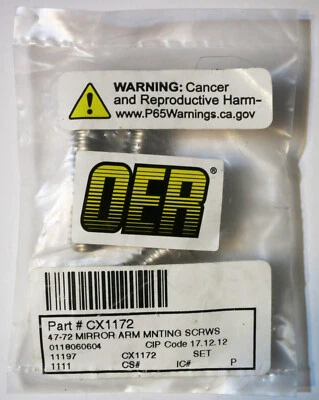 WARNING: Cancer
and Reproductive Harm-
www.P65Warnings.ca.gov
OER®
Part # CX1172
47-72 MIRROR ARM MNTING SCRWS
0118060604 CIP Code 17.12.12
11197 CX1172 SET
1111 CS# IC# P